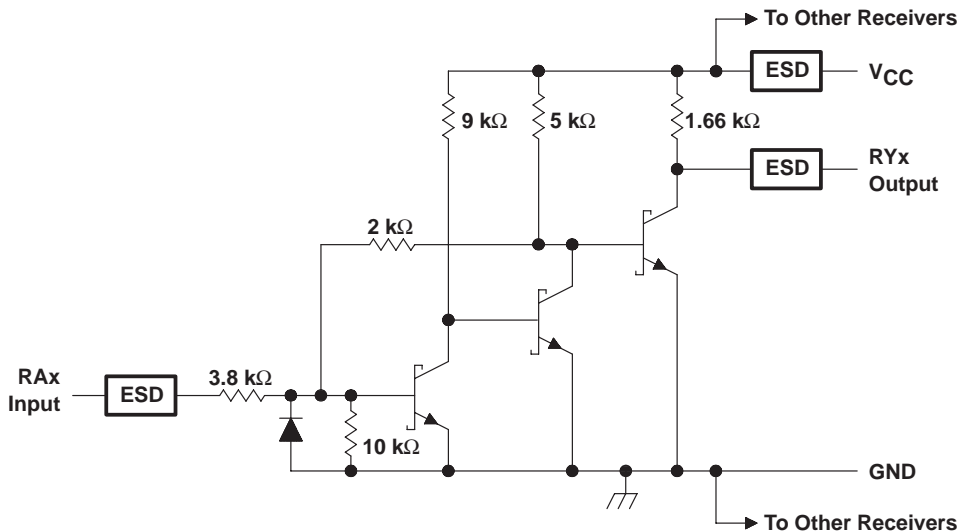 To Other Receivers
ESD
V_CC
9 kΩ
5 kΩ
1.66 kΩ
ESD
RYx
Output
2 kΩ
RAx
Input
ESD
3.8 kΩ
10 kΩ
GND
To Other Receivers